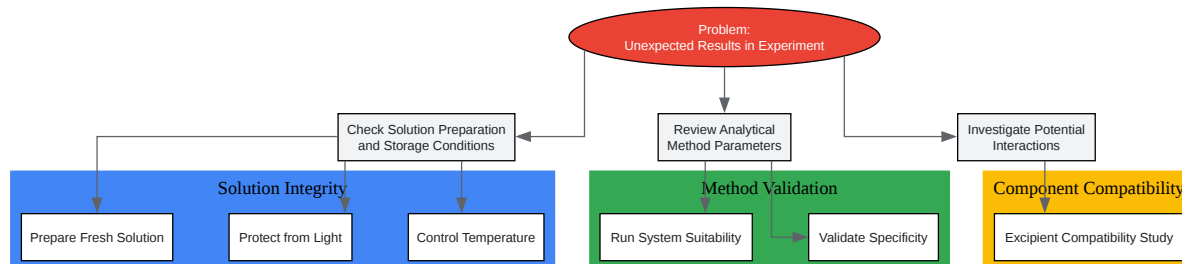 Problem:
Unexpected Results in Experiment
Check Solution Preparation
and Storage Conditions
Review Analytical
Method Parameters
Investigate Potential
Interactions
Solution Integrity
Method Validation
Component Compatibility
Prepare Fresh Solution
Protect from Light
Control Temperature
Run System Suitability
Validate Specificity
Excipient Compatibility Study